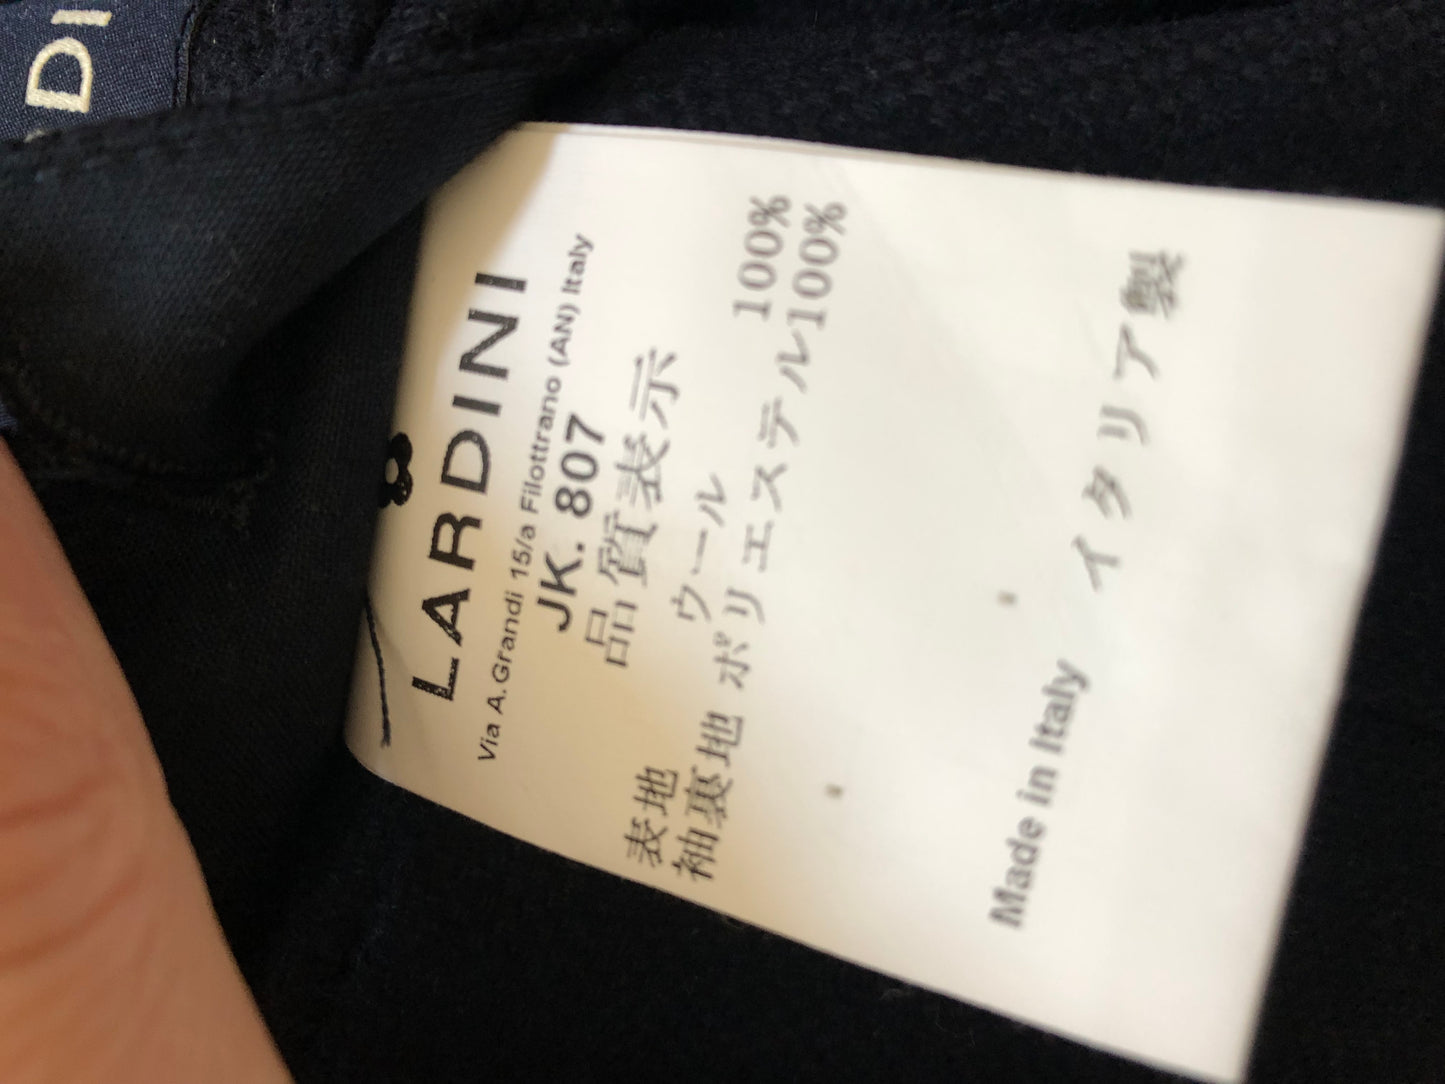 DI
LARDINI
Via A.Grandi 15/a Filottrano (AN) Italy
JK. 807
品質表示
表地 ウール 100%
袖裏地 ポリエステル100%
Made in Italy イタリア製